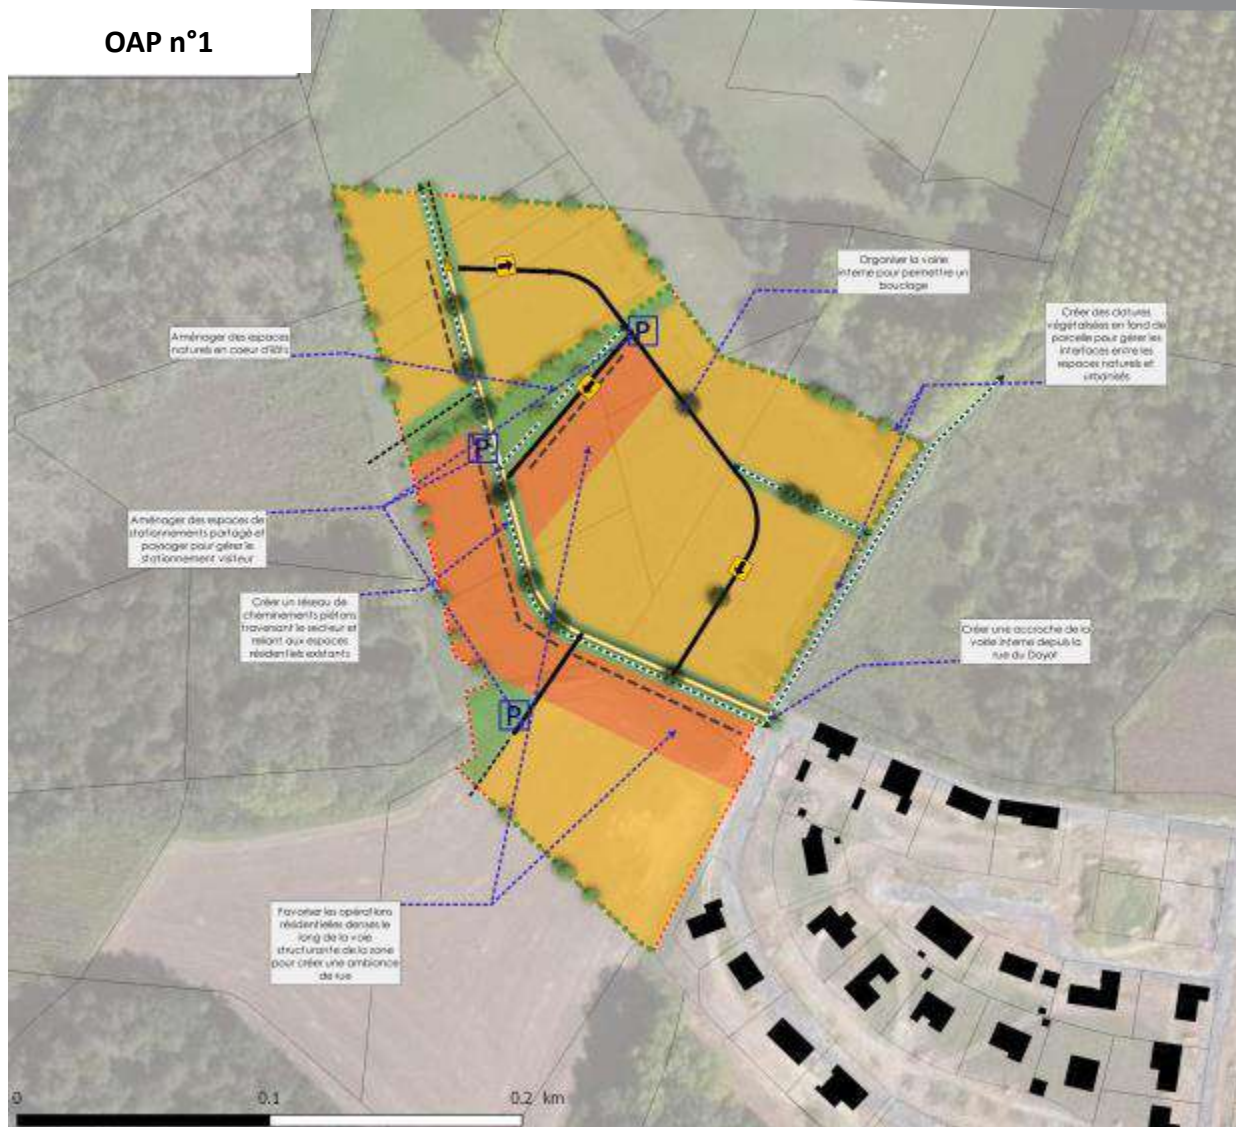 OAP n°1
Organiser la voirie
interne pour permettre un
bouclage
Créer des clotures
végétalisées en fond de
parcelle pour gérer les
interfaces entre les
espaces naturels et
urbanisés
Aménager des espaces
naturels en coeur d'ilôts
P
P
Aménager des espaces de
stationnements partagé et
paysager pour gérer le
stationnement visiteur
Créer un réseau de
cheminements piétons
traversant le secteur et
reliant aux espaces
résidentiels existants
Créer une accroche de la
voirie interne depuis la
rue du Dayot
P
Favoriser les opérations
résidentielles denses le
long de la voie
structurante de la zone
pour créer une ambiance
de rue
0 0.1 0.2 km